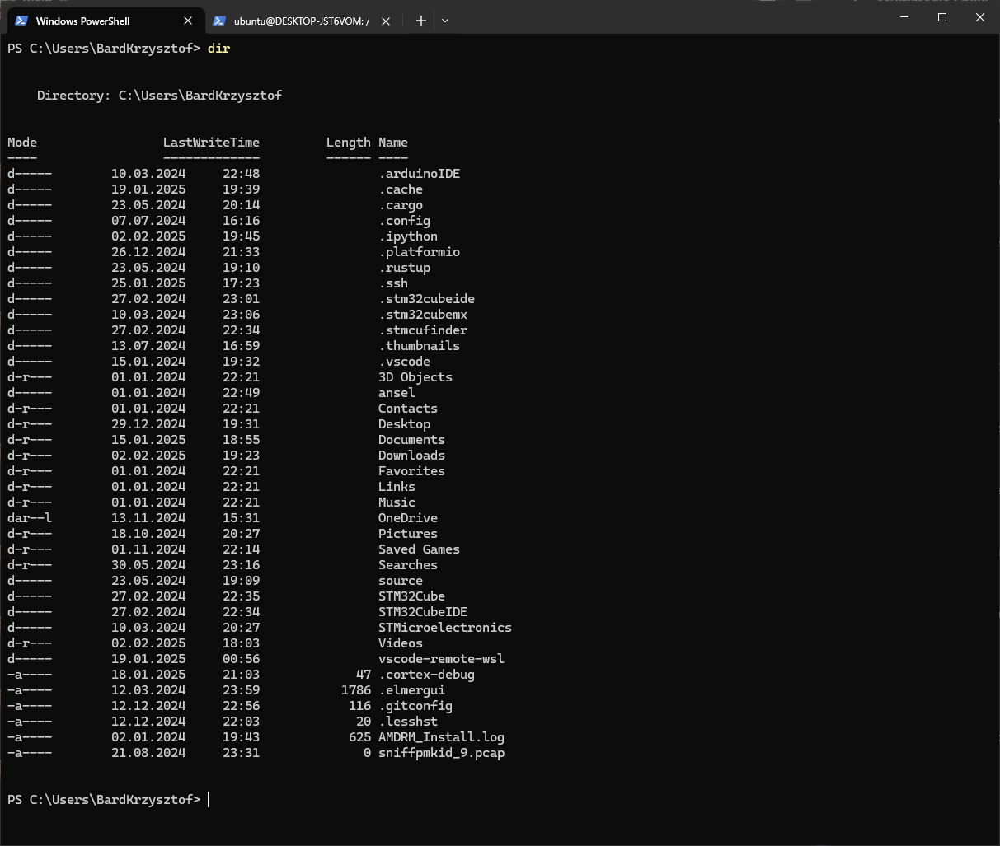 Windows PowerShell
ubuntu@DESKTOP-JST6VOM: /
PS C:\Users\BardKrzysztof> dir
Directory: C:\Users\BardKrzysztof
Mode LastWriteTime Length Name
---- ------------- ------ ----
d----- 10.03.2024 22:48 .arduinoIDE
d----- 19.01.2025 19:39 .cache
d----- 23.05.2024 20:14 .cargo
d----- 07.07.2024 16:16 .config
d----- 02.02.2025 19:45 .ipython
d----- 26.12.2024 21:33 .platformio
d----- 23.05.2024 19:10 .rustup
d----- 25.01.2025 17:23 .ssh
d----- 27.02.2024 23:01 .stm32cubeide
d----- 10.03.2024 23:06 .stm32cubemx
d----- 27.02.2024 22:34 .stmcufinder
d----- 13.07.2024 16:59 .thumbnails
d----- 15.01.2024 19:32 .vscode
d-r--- 01.01.2024 22:21 3D Objects
d----- 01.01.2024 22:49 ansel
d-r--- 01.01.2024 22:21 Contacts
d-r--- 29.12.2024 19:31 Desktop
d-r--- 15.01.2025 18:55 Documents
d-r--- 02.02.2025 19:23 Downloads
d-r--- 01.01.2024 22:21 Favorites
d-r--- 01.01.2024 22:21 Links
d-r--- 01.01.2024 22:21 Music
dar--l 13.11.2024 15:31 OneDrive
d-r--- 18.10.2024 20:27 Pictures
d-r--- 01.11.2024 22:14 Saved Games
d-r--- 30.05.2024 23:16 Searches
d----- 23.05.2024 19:09 source
d----- 27.02.2024 22:35 STM32Cube
d----- 27.02.2024 22:34 STM32CubeIDE
d----- 10.03.2024 20:27 STMicroelectronics
d-r--- 02.02.2025 18:03 Videos
d----- 19.01.2025 00:56 vscode-remote-wsl
-a---- 18.01.2025 21:03 47 .cortex-debug
-a---- 12.03.2024 23:59 1786 .elmergui
-a---- 12.12.2024 22:56 116 .gitconfig
-a---- 12.12.2024 22:03 20 .lesshst
-a---- 02.01.2024 19:43 625 AMDRM_Install.log
-a---- 21.08.2024 23:31 0 sniffpmkid_9.pcap
PS C:\Users\BardKrzysztof>